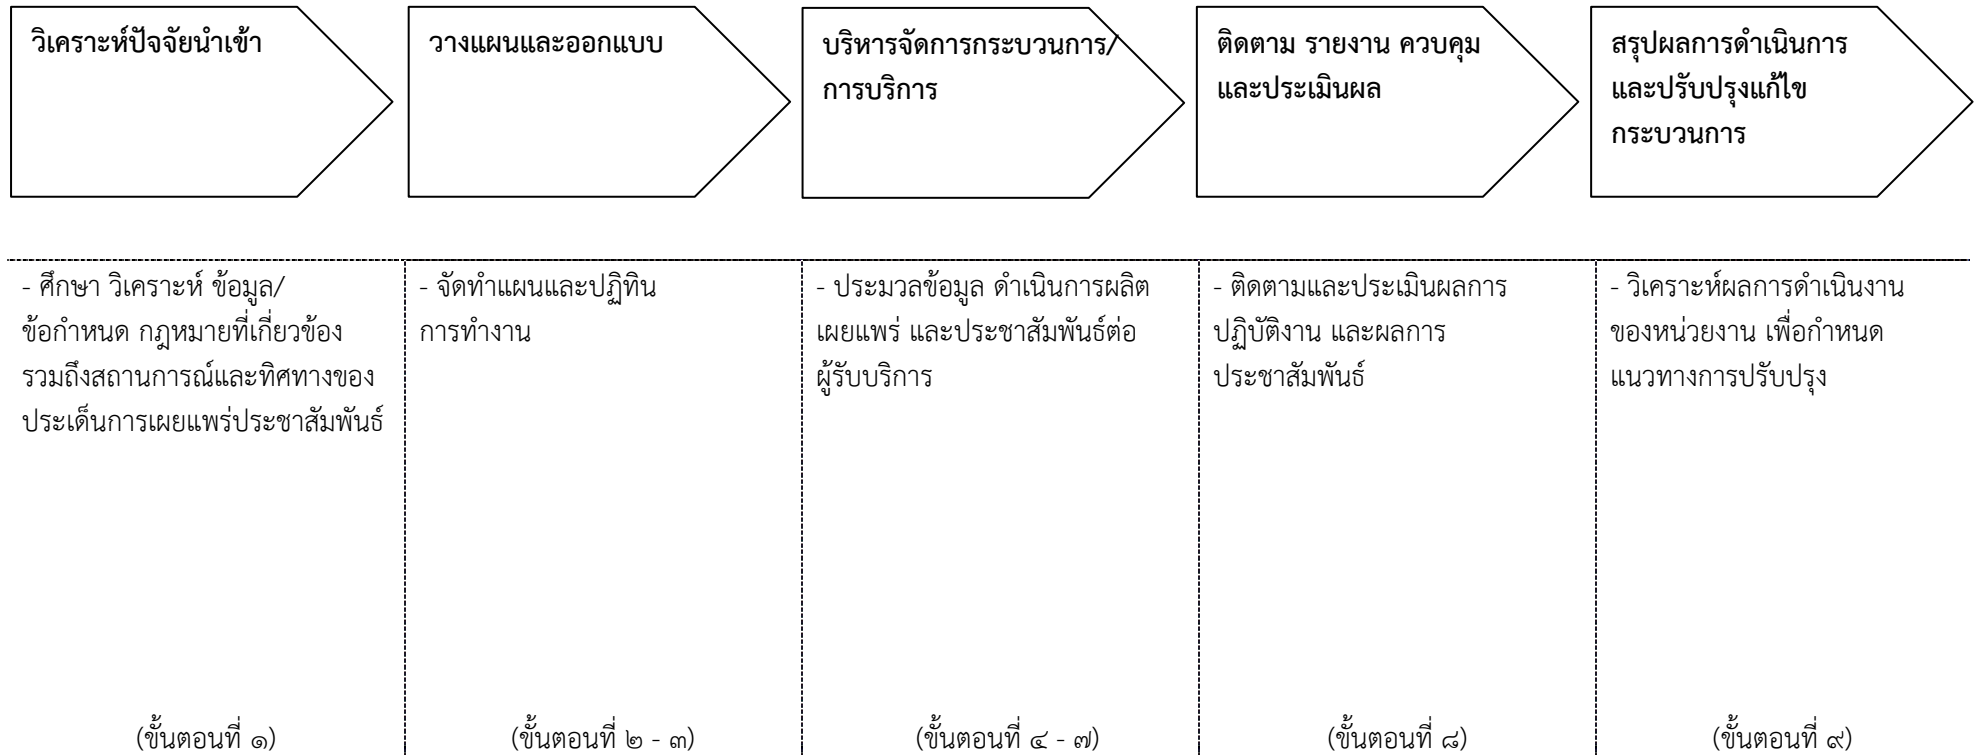 วิเคราะห์ปัจจัยนำเข้า
วางแผนและออกแบบ
บริหารจัดการกระบวนการ/
การบริการ
ติดตาม รายงาน ควบคุม
และประเมินผล
สรุปผลการดำเนินการ
และปรับปรุงแก้ไข
กระบวนการ
- ศึกษา วิเคราะห์ ข้อมูล/
ข้อกำหนด กฎหมายที่เกี่ยวข้อง
รวมถึงสถานการณ์และทิศทางของ
ประเด็นการเผยแพร่ประชาสัมพันธ์
(ขั้นตอนที่ ๑)
- จัดทำแผนและปฏิทิน
การทำงาน
(ขั้นตอนที่ ๒ - ๓)
- ประมวลข้อมูล ดำเนินการผลิต
เผยแพร่ และประชาสัมพันธ์ต่อ
ผู้รับบริการ
(ขั้นตอนที่ ๔ - ๗)
- ติดตามและประเมินผลการ
ปฏิบัติงาน และผลการ
ประชาสัมพันธ์
(ขั้นตอนที่ ๘)
- วิเคราะห์ผลการดำเนินงาน
ของหน่วยงาน เพื่อกำหนด
แนวทางการปรับปรุง
(ขั้นตอนที่ ๙)